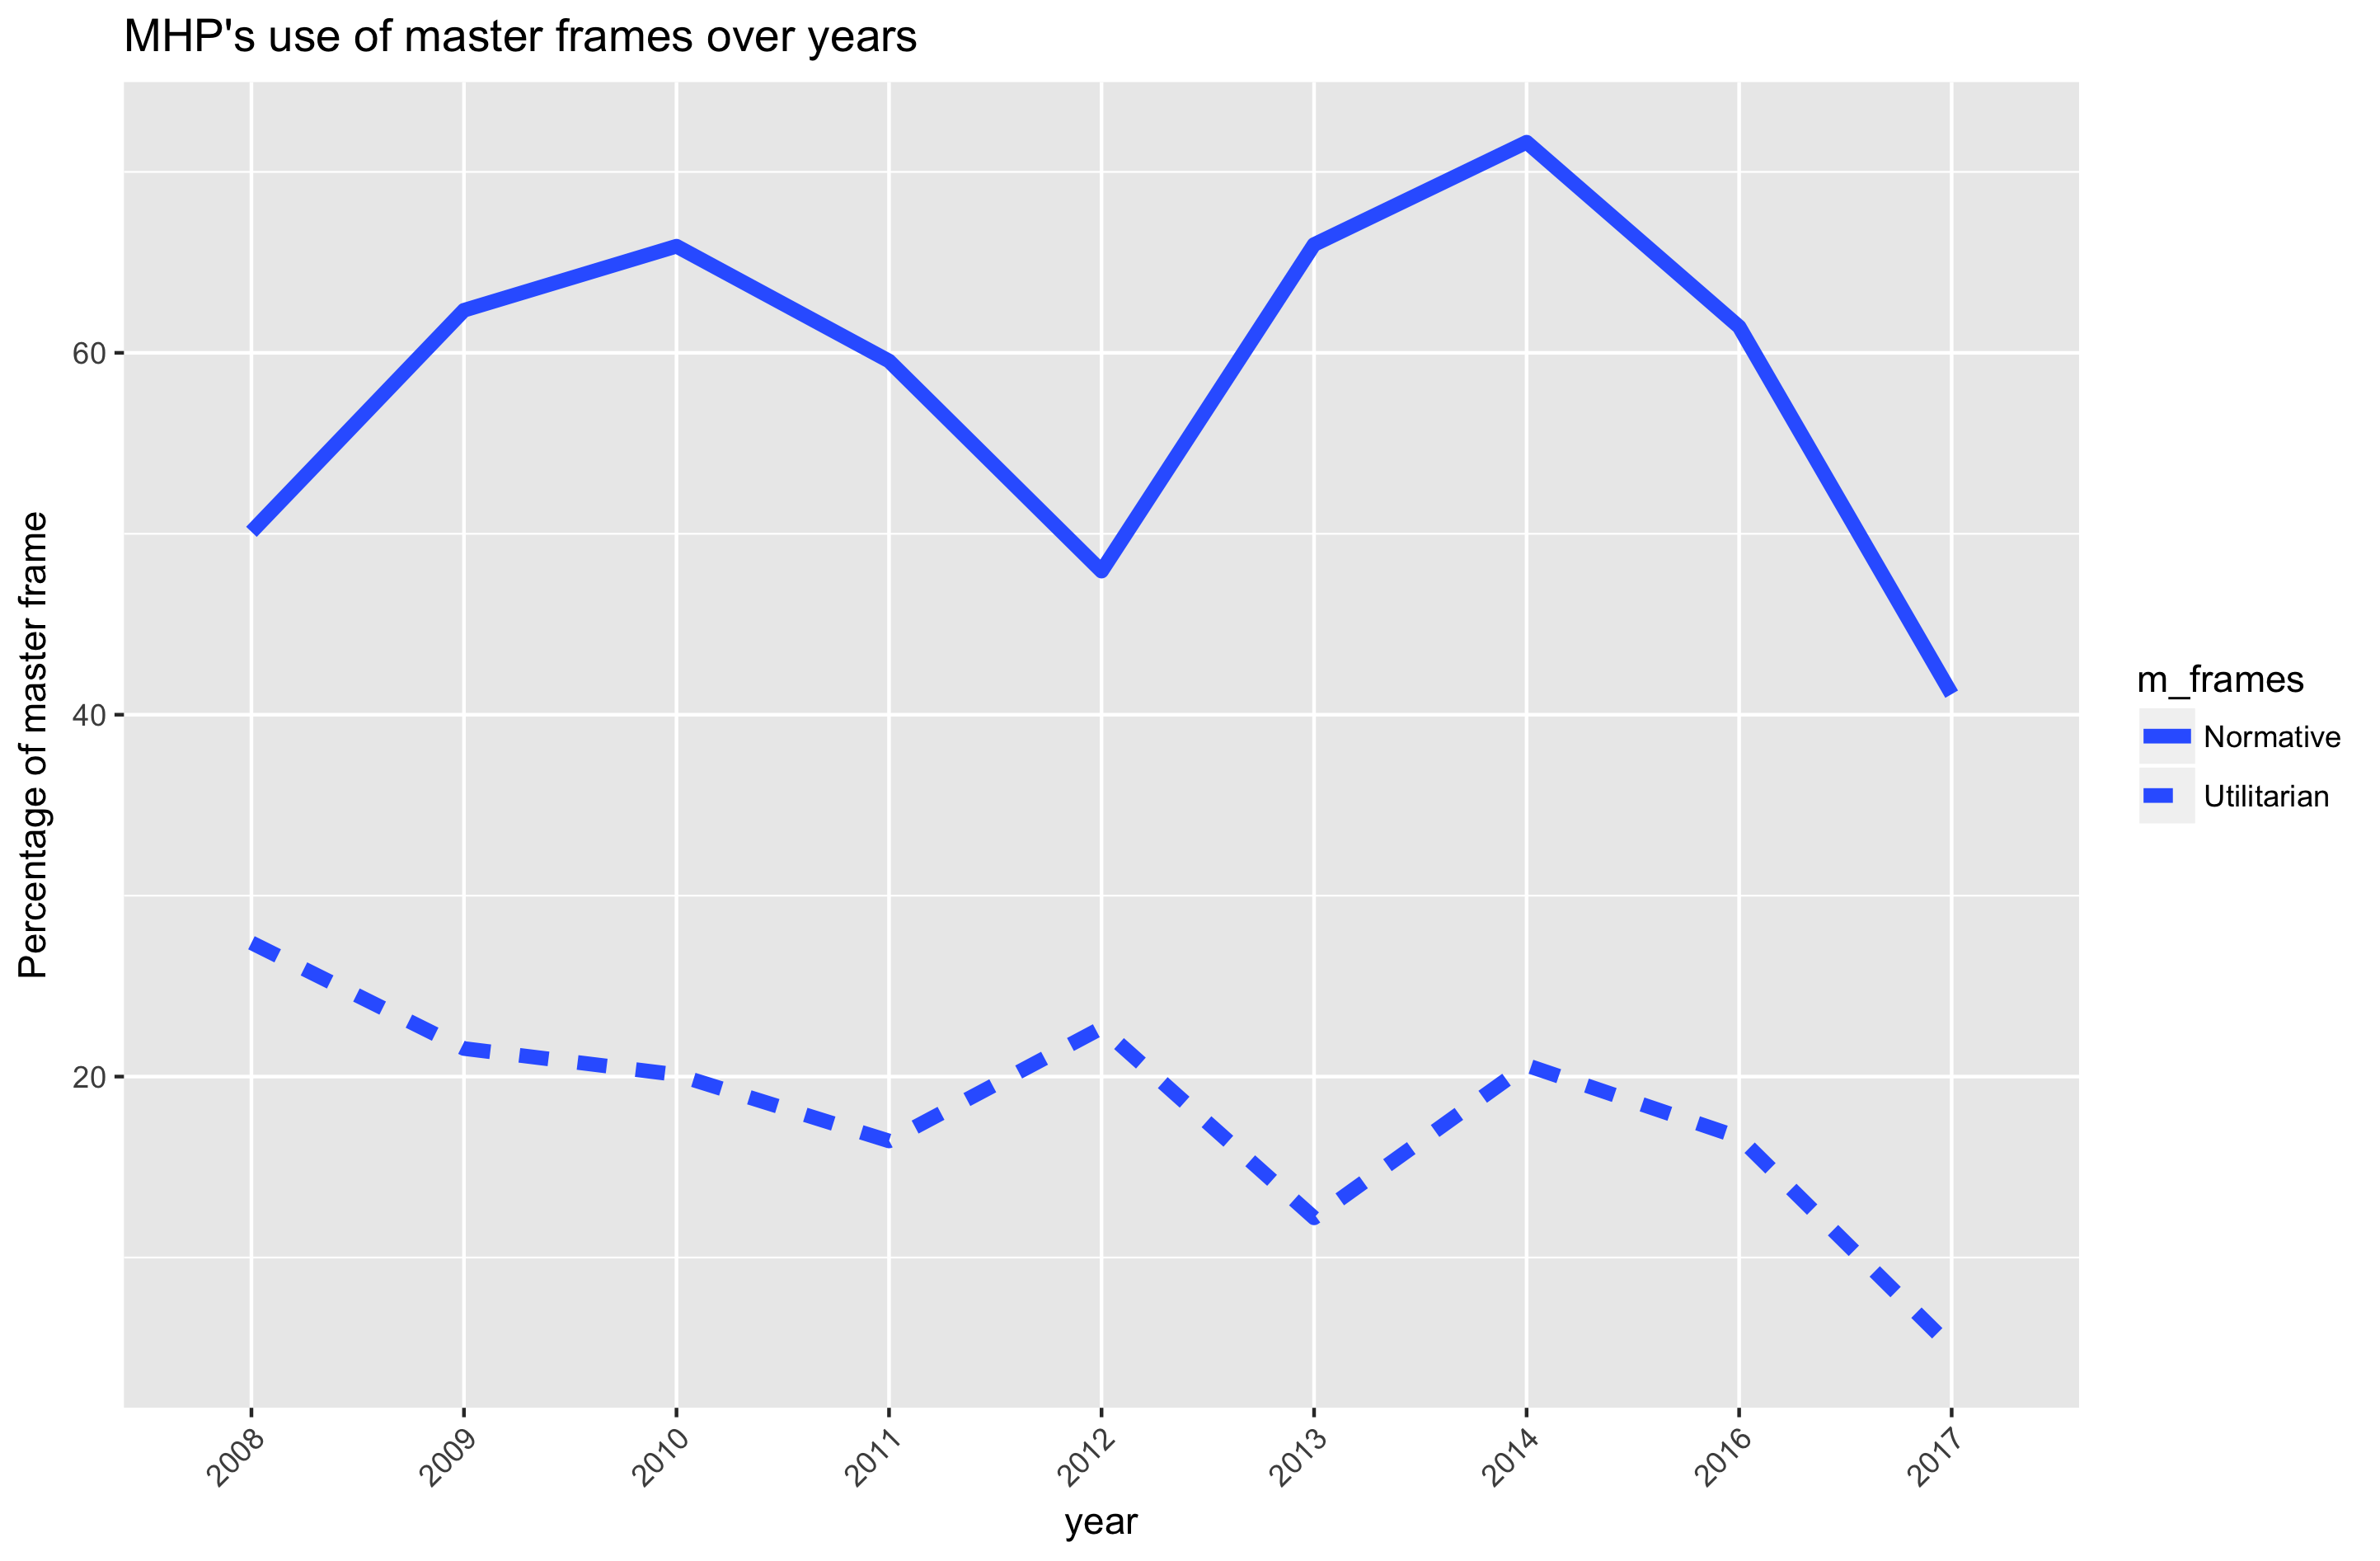 MHP's use of master frames over years
Percentage of master frame
60
40
20
2008
2009
2010
2011
2012
2013
2014
2016
2017
year
m_frames
Normative
Utilitarian